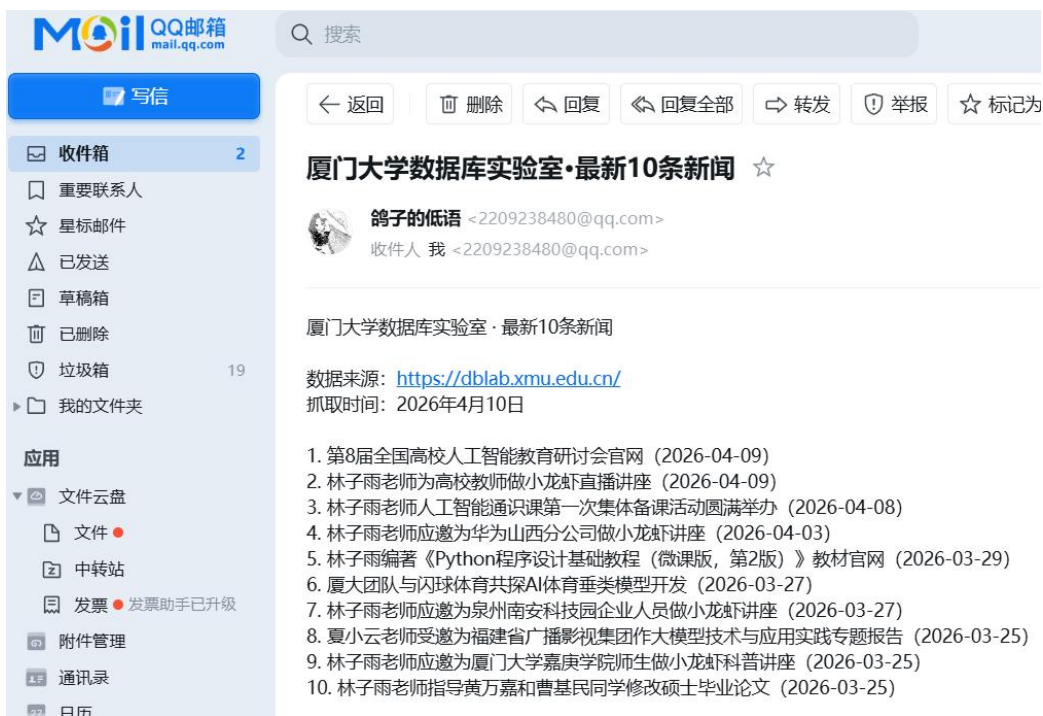 Mail QQ邮箱
mail.qq.com
搜索
写信
返回 删除 回复 回复全部 转发 举报 标记为
收件箱 2
重要联系人
星标邮件
已发送
草稿箱
已删除
垃圾箱 19
我的文件夹
应用
文件云盘
文件
中转站
发票 发票助手已升级
附件管理
通讯录
日历
厦门大学数据库实验室·最新10条新闻
鸽子的低语 <2209238480@qq.com>
收件人 我 <2209238480@qq.com>
厦门大学数据库实验室 · 最新10条新闻
数据来源：https://dblab.xmu.edu.cn/
抓取时间：2026年4月10日
1. 第8届全国高校人工智能教育研讨会官网（2026-04-09）
2. 林子雨老师为高校教师做小龙虾直播讲座（2026-04-09）
3. 林子雨老师人工智能通识课第一次集体备课活动圆满举办（2026-04-08）
4. 林子雨老师应邀为华为山西分公司做小龙虾讲座（2026-04-03）
5. 林子雨编著《Python程序设计基础教程（微课版，第2版）》教材官网（2026-03-29）
6. 厦大团队与闪球体育共探AI体育垂类模型开发（2026-03-27）
7. 林子雨老师应邀为泉州南安科技园企业人员做小龙虾讲座（2026-03-27）
8. 夏小云老师受邀为福建省广播影视集团作大模型技术与应用实践专题报告（2026-03-25）
9. 林子雨老师应邀为厦门大学嘉庚学院师生做小龙虾科普讲座（2026-03-25）
10. 林子雨老师指导黄万嘉和曹基民同学修改硕士毕业论文（2026-03-25）